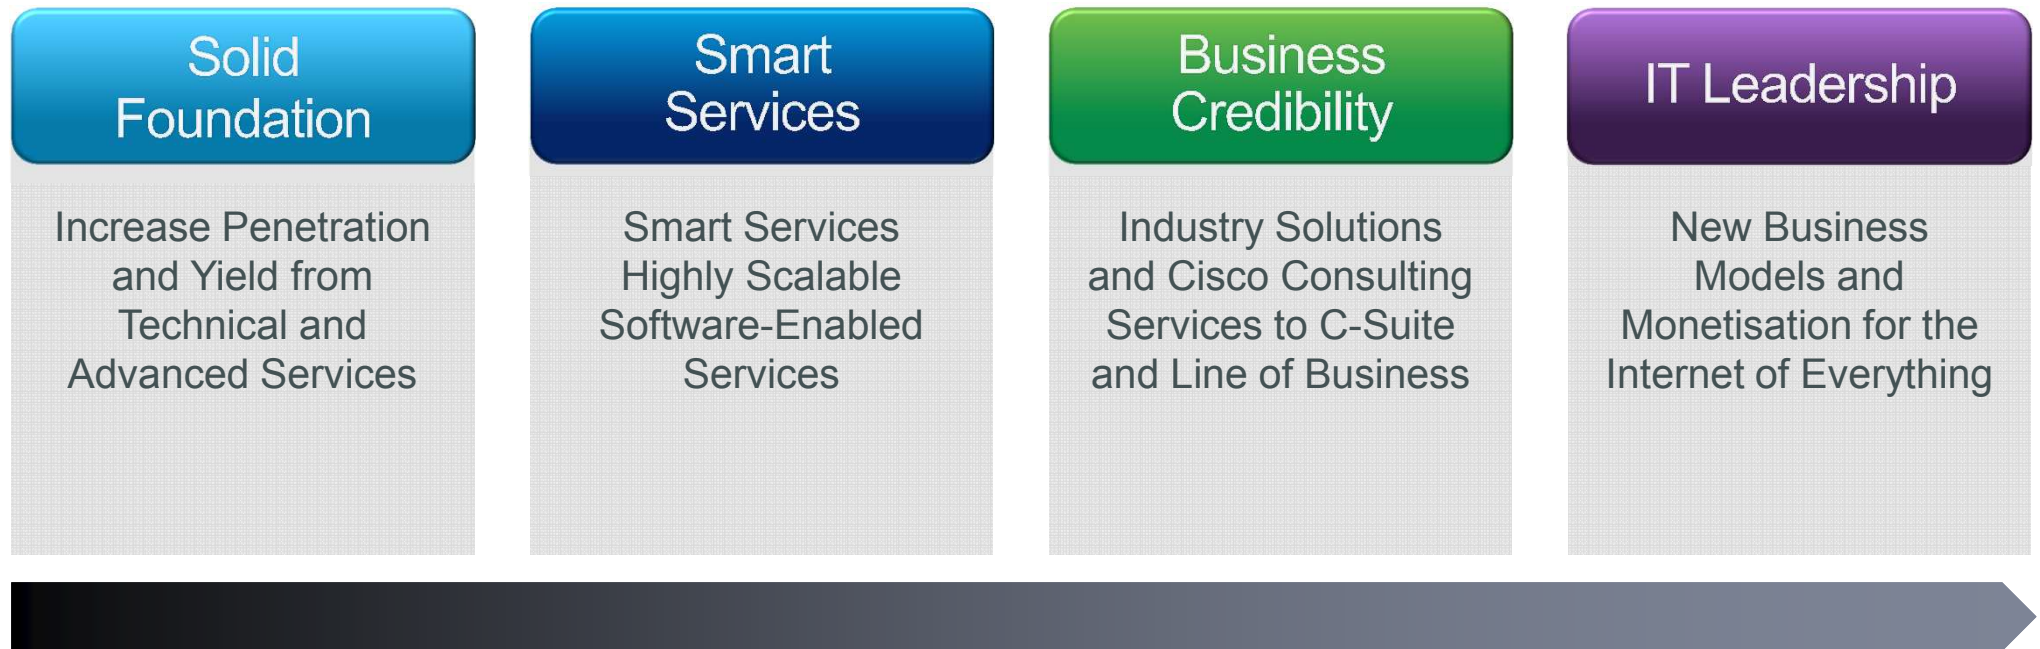 Solid
Foundation
Increase Penetration
and Yield from
Technical and
Advanced Services
Smart
Services
Smart Services
Highly Scalable
Software-Enabled
Services
Business
Credibility
Industry Solutions
and Cisco Consulting
Services to C-Suite
and Line of Business
IT Leadership
New Business
Models and
Monetisation for the
Internet of Everything